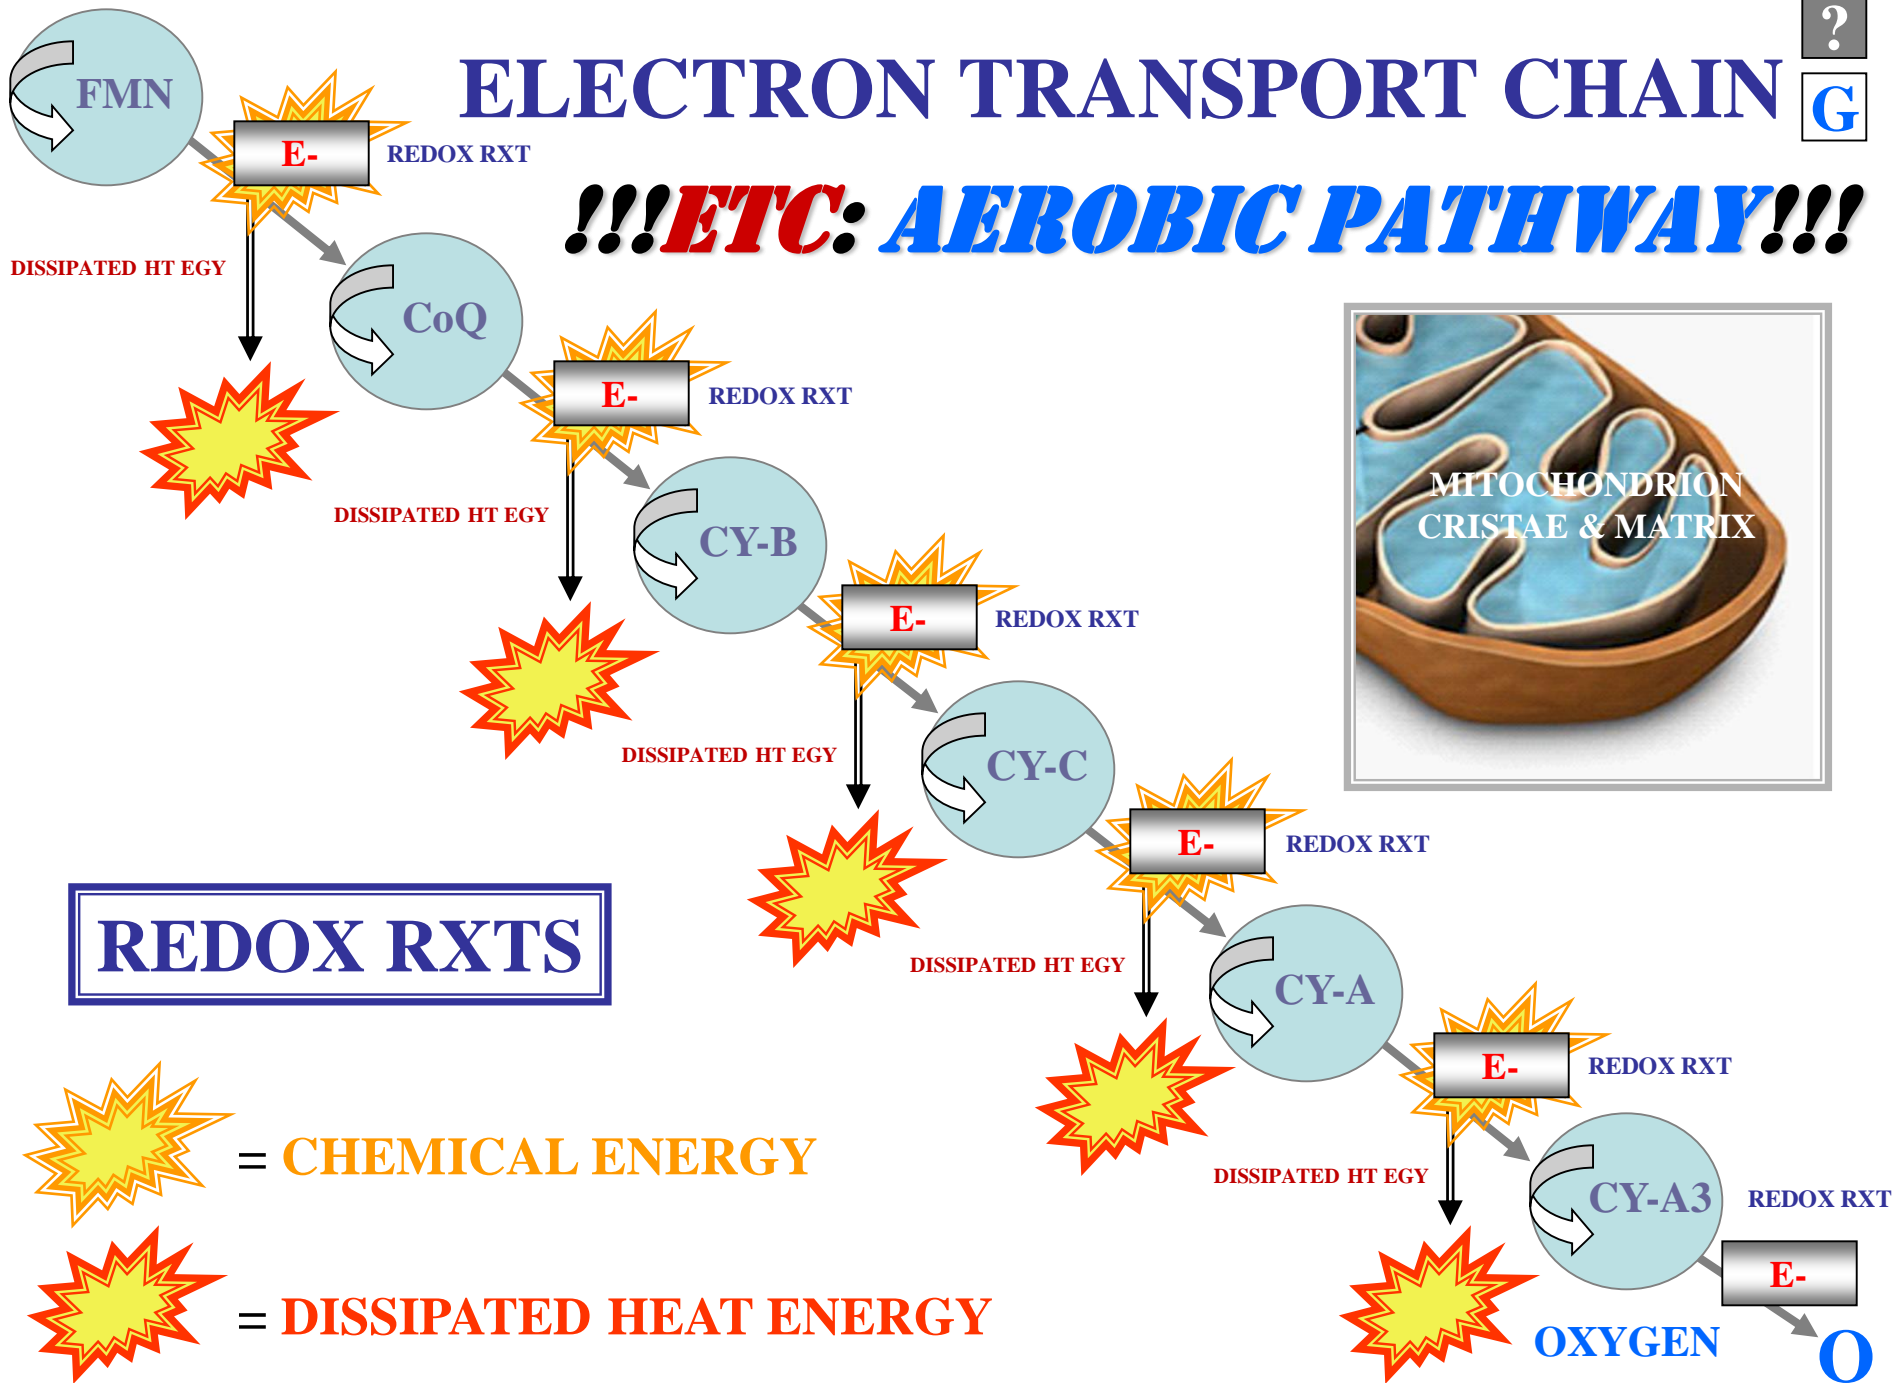 ?
ELECTRON TRANSPORT CHAIN
G
FMN
E-
REDOX RXT
!!!ETC: AEROBIC PATHWAY!!!
DISSIPATED HT EGY
CoQ
E-
REDOX RXT
MITOCHONDRION
CRISTAE & MATRIX
DISSIPATED HT EGY
CY-B
E-
REDOX RXT
DISSIPATED HT EGY
CY-C
E-
REDOX RXT
REDOX RXTS
DISSIPATED HT EGY
CY-A
E-
REDOX RXT
= CHEMICAL ENERGY
DISSIPATED HT EGY
CY-A3
REDOX RXT
E-
= DISSIPATED HEAT ENERGY
OXYGEN
O